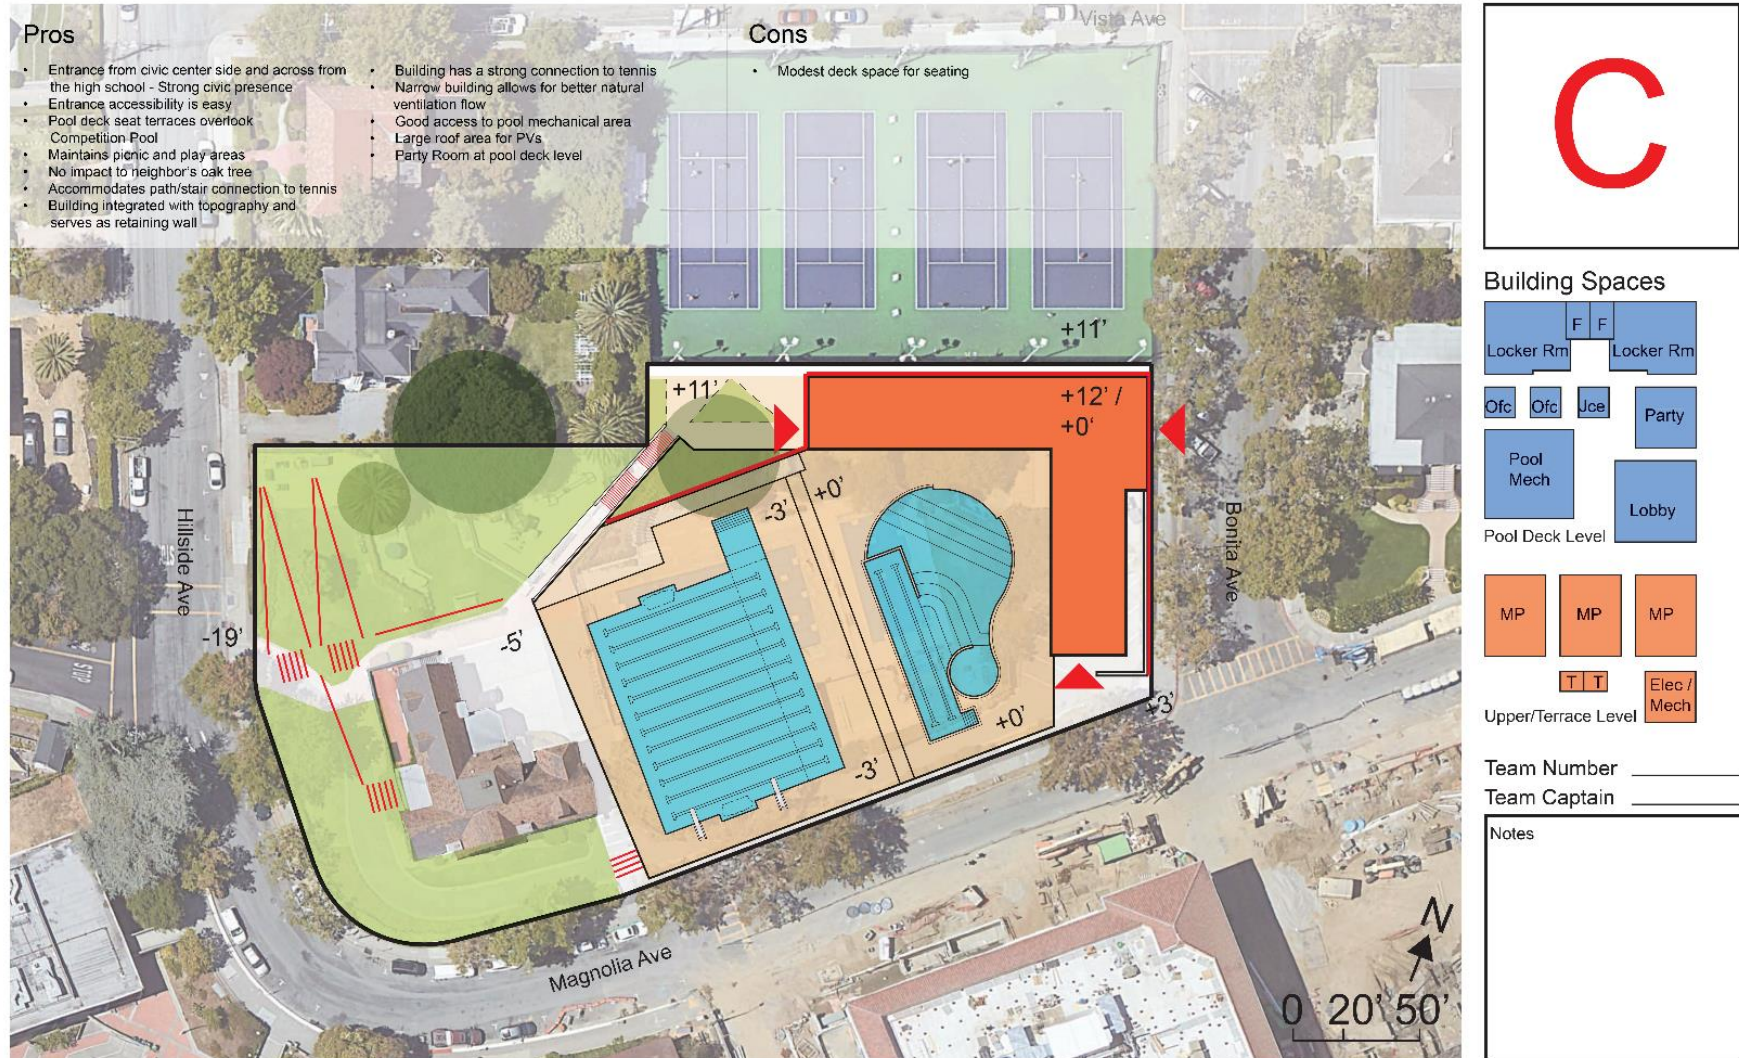 Pros
• Entrance from civic center side and across from
the high school - Strong civic presence
• Entrance accessibility is easy
• Pool deck seat terraces overlook
Competition Pool
• Maintains picnic and play areas
• No impact to neighbor's oak tree
• Accommodates path/stair connection to tennis
• Building integrated with topography and
serves as retaining wall
• Building has a strong connection to tennis
• Narrow building allows for better natural
ventilation flow
• Good access to pool mechanical area
• Large roof area for PVs
• Party Room at pool deck level
Cons
• Modest deck space for seating
Vista Ave
C
+11'
+11'
+12' /
+0'
+0'
-3'
Hillside Ave
Bonita Ave
-19'
-5'
+3'
+0'
-3'
Magnolia Ave
STOP
N
0 20' 50'
Building Spaces
F F
Locker Rm Locker Rm
Ofc Ofc Jce Party
Pool
Mech
Lobby
Pool Deck Level
MP MP MP
T T Elec /
Mech
Upper/Terrace Level
Team Number
Team Captain
Notes